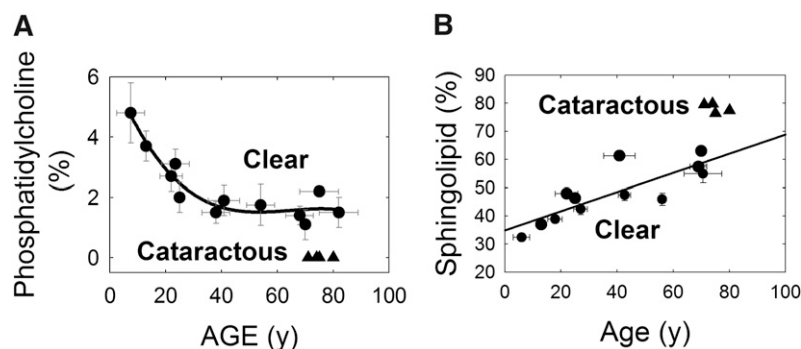 A
Phosphatidylcholine
(%)
6
4
2
0
Clear
Cataractous
0 20 40 60 80 100
AGE (y)
B
Sphingolipid (%)
90
80
70
60
50
40
30
20
Cataractous
Clear
0 20 40 60 80 100
Age (y)